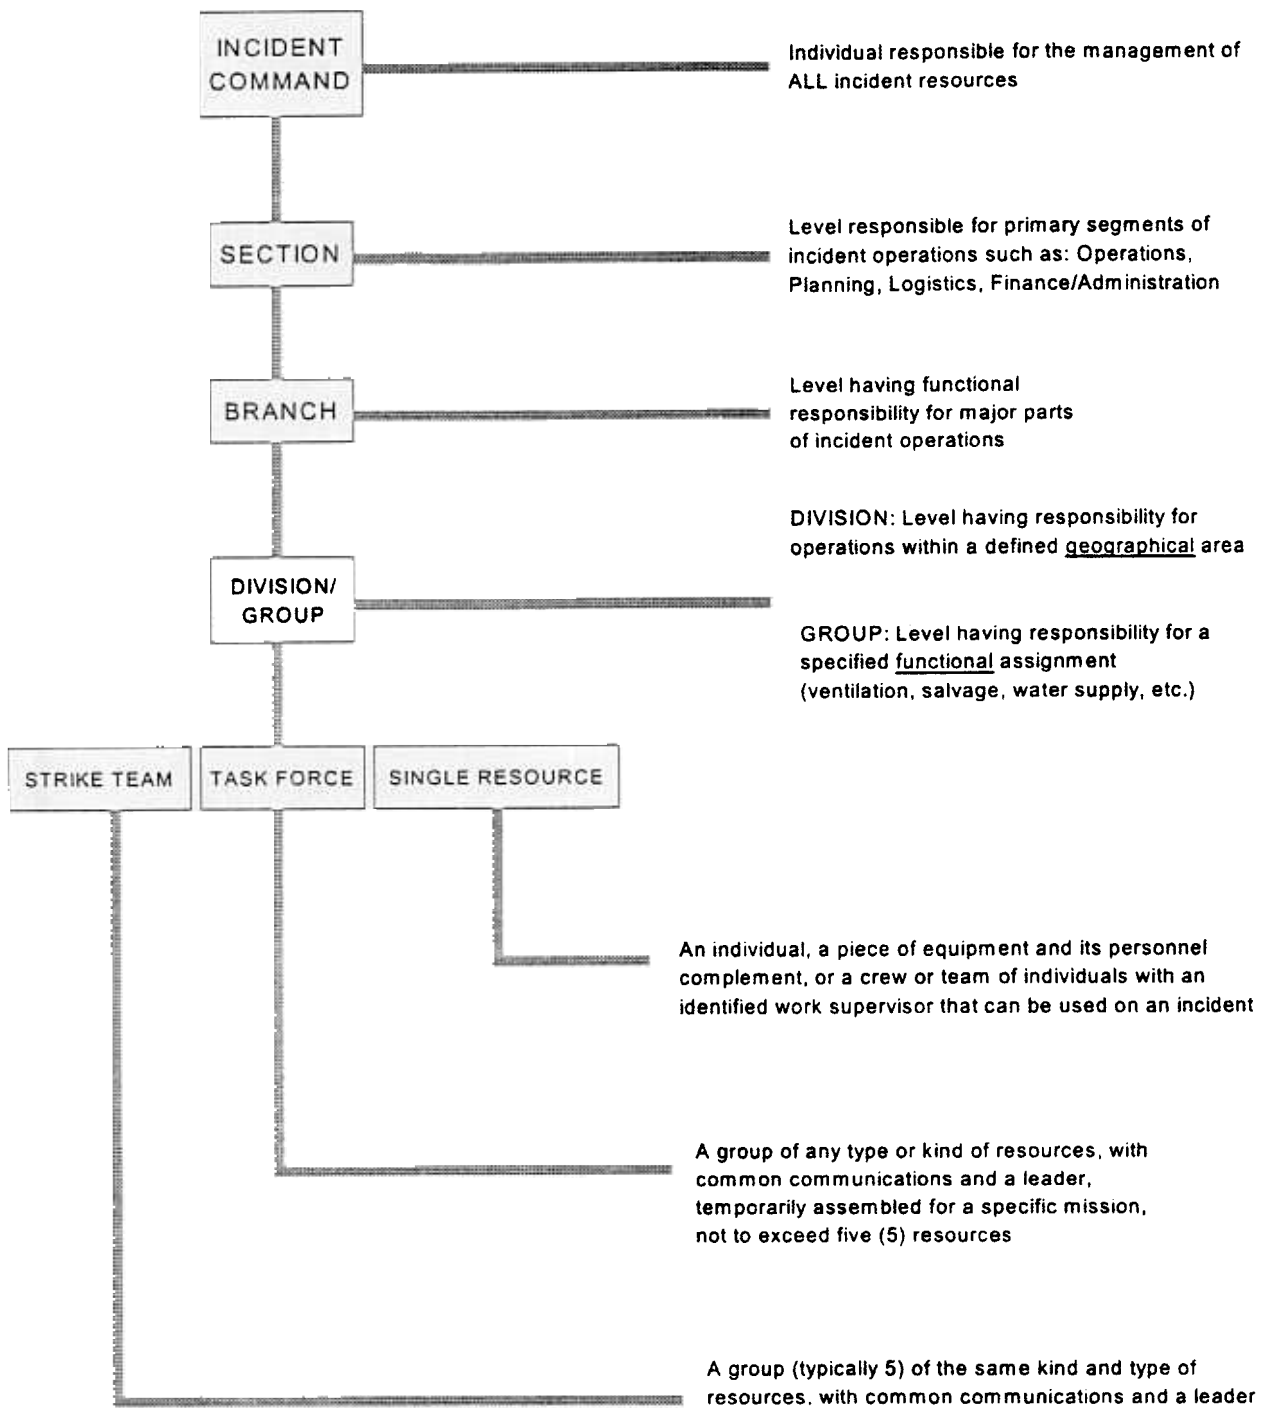 INCIDENT
COMMAND
Individual responsible for the management of
ALL incident resources
SECTION
Level responsible for primary segments of
incident operations such as: Operations,
Planning, Logistics, Finance/Administration
BRANCH
Level having functional
responsibility for major parts
of incident operations
DIVISION: Level having responsibility for
operations within a defined geographical area
DIVISION/
GROUP
GROUP: Level having responsibility for a
specified functional assignment
(ventilation, salvage, water supply, etc.)
STRIKE TEAM
TASK FORCE
SINGLE RESOURCE
An individual, a piece of equipment and its personnel
complement, or a crew or team of individuals with an
identified work supervisor that can be used on an incident
A group of any type or kind of resources, with
common communications and a leader,
temporarily assembled for a specific mission,
not to exceed five (5) resources
A group (typically 5) of the same kind and type of
resources, with common communications and a leader